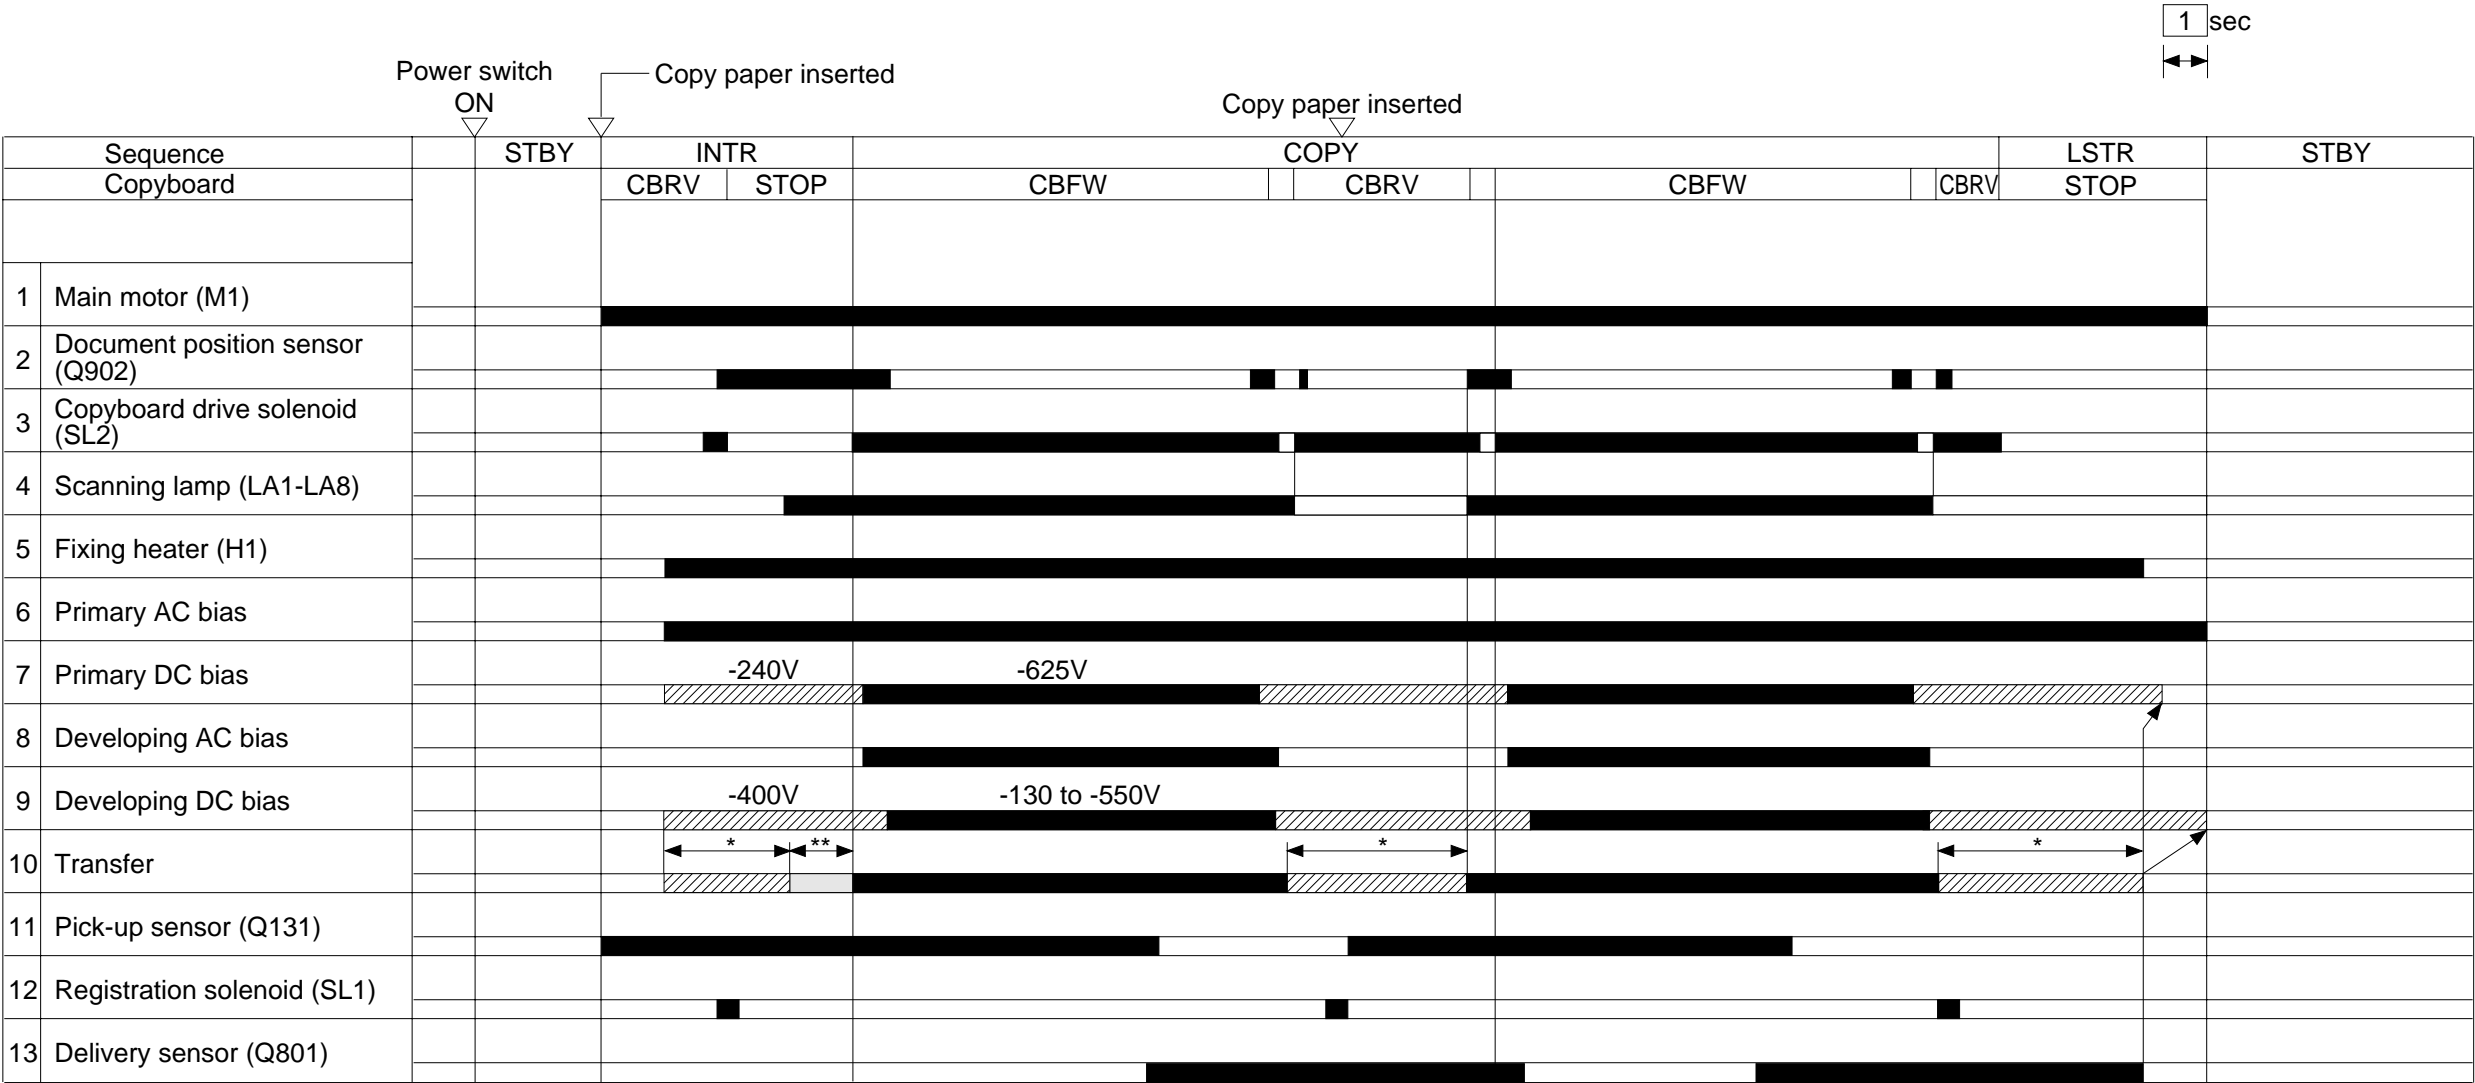 1 sec
Power switch
ON
Copy paper inserted
Copy paper inserted
Sequence STBY INTR COPY LSTR STBY
Copyboard CBRV STOP CBFW CBRV CBFW CBRV STOP
1 Main motor (M1)
2 Document position sensor
(Q902)
3 Copyboard drive solenoid
(SL2)
4 Scanning lamp (LA1-LA8)
5 Fixing heater (H1)
6 Primary AC bias
7 Primary DC bias -240V -625V
8 Developing AC bias
9 Developing DC bias -400V -130 to -550V
10 Transfer * ** * *
11 Pick-up sensor (Q131)
12 Registration solenoid (SL1)
13 Delivery sensor (Q801)